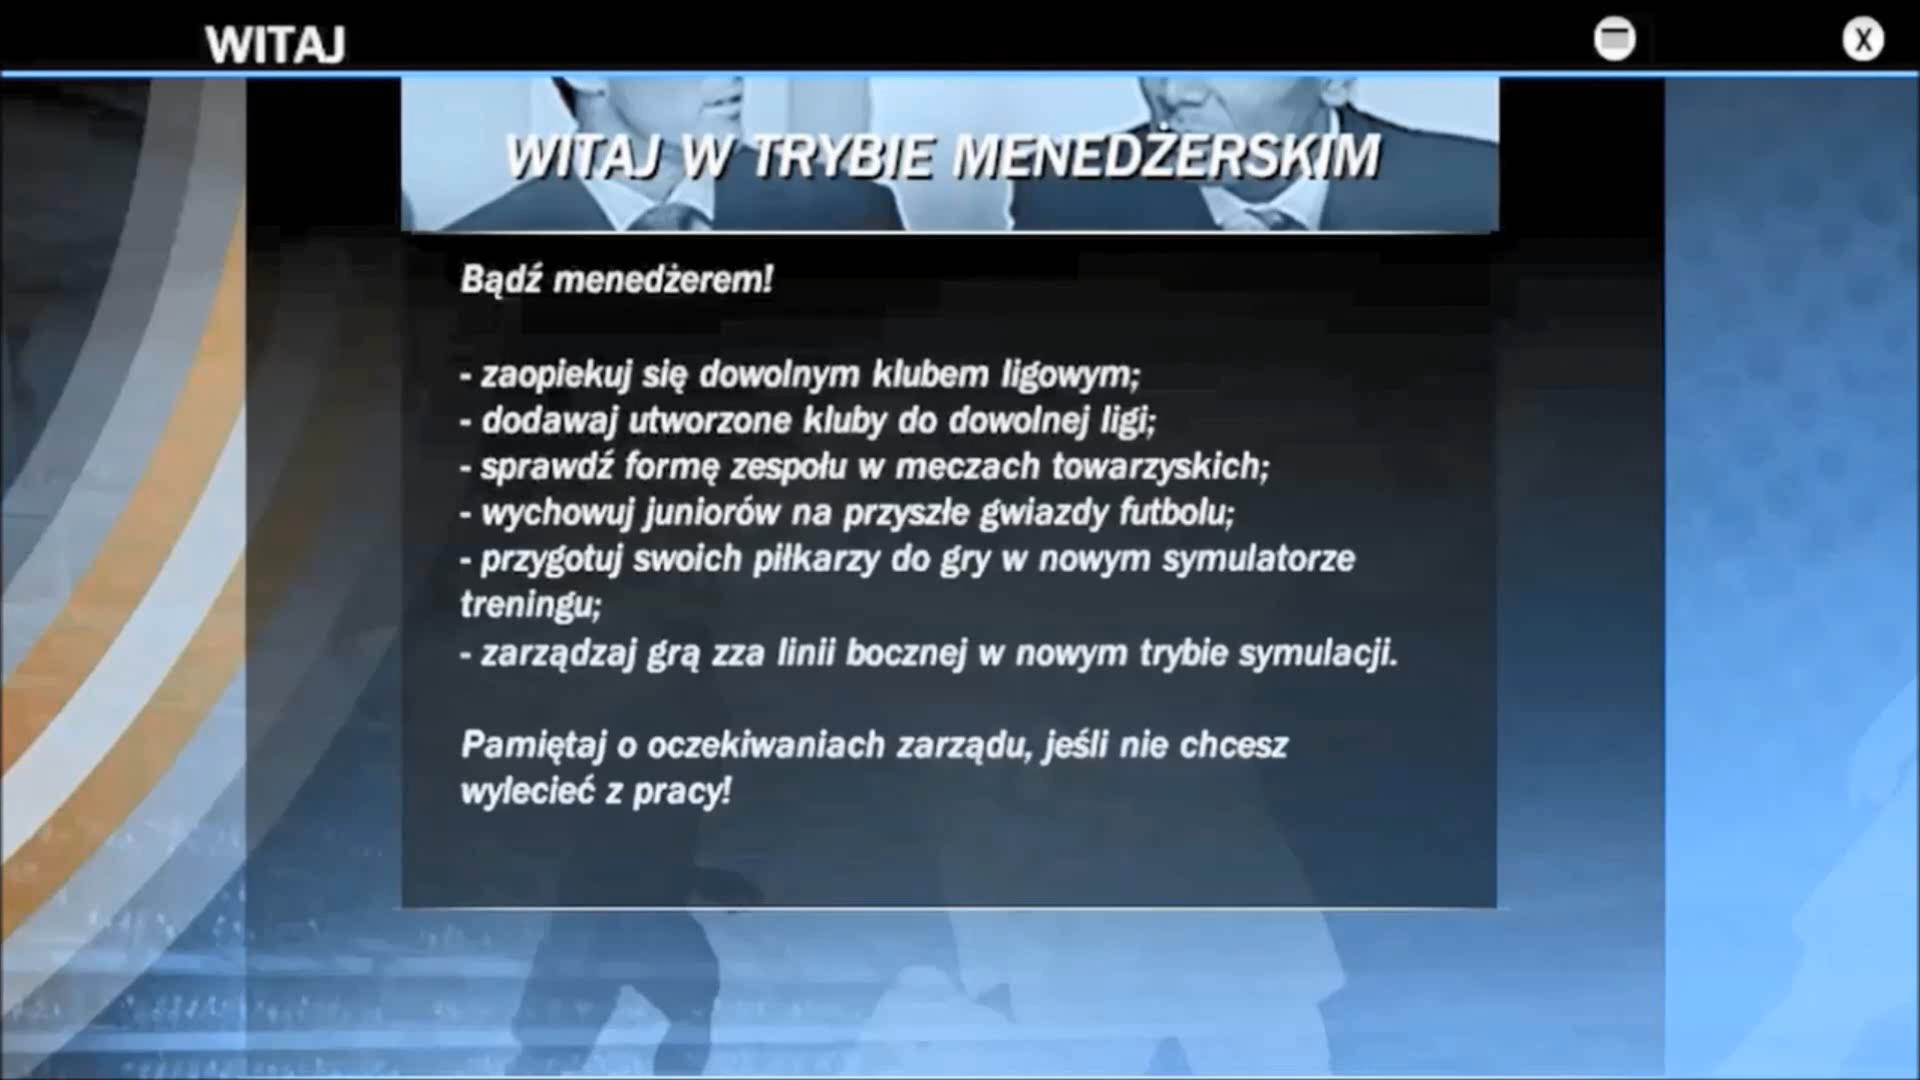 WITAJ
X
WITAJ W TRYBIE MENEDŻERSKIM
Bądź menedżerem!
- zaopiekuj się dowolnym klubem ligowym;
- dodawaj utworzone kluby do dowolnej ligi;
- sprawdź formę zespołu w meczach towarzyskich;
- wychowuj juniorów na przyszłe gwiazdy futbolu;
- przygotuj swoich piłkarzy do gry w nowym symulatorze
treningu;
- zarządzaj grą zza linii bocznej w nowym trybie symulacji.
Pamiętaj o oczekiwaniach zarządu, jeśli nie chcesz
wylecieć z pracy!